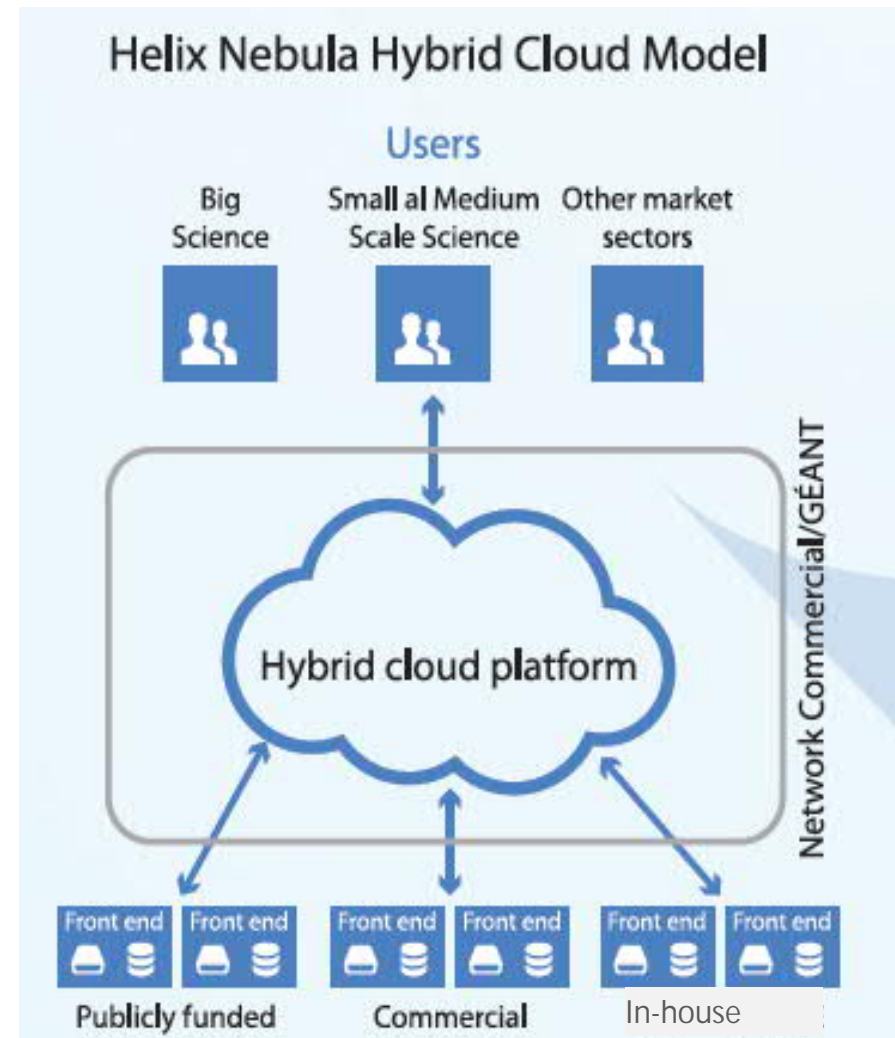 Helix Nebula Hybrid Cloud Model
Users
Big
Science
Small al Medium
Scale Science
Other market
sectors
Network Commercial/GÉANT
Hybrid cloud platform
Front end
Front end
Front end
Front end
Front end
Front end
Publicly funded
Commercial
In-house